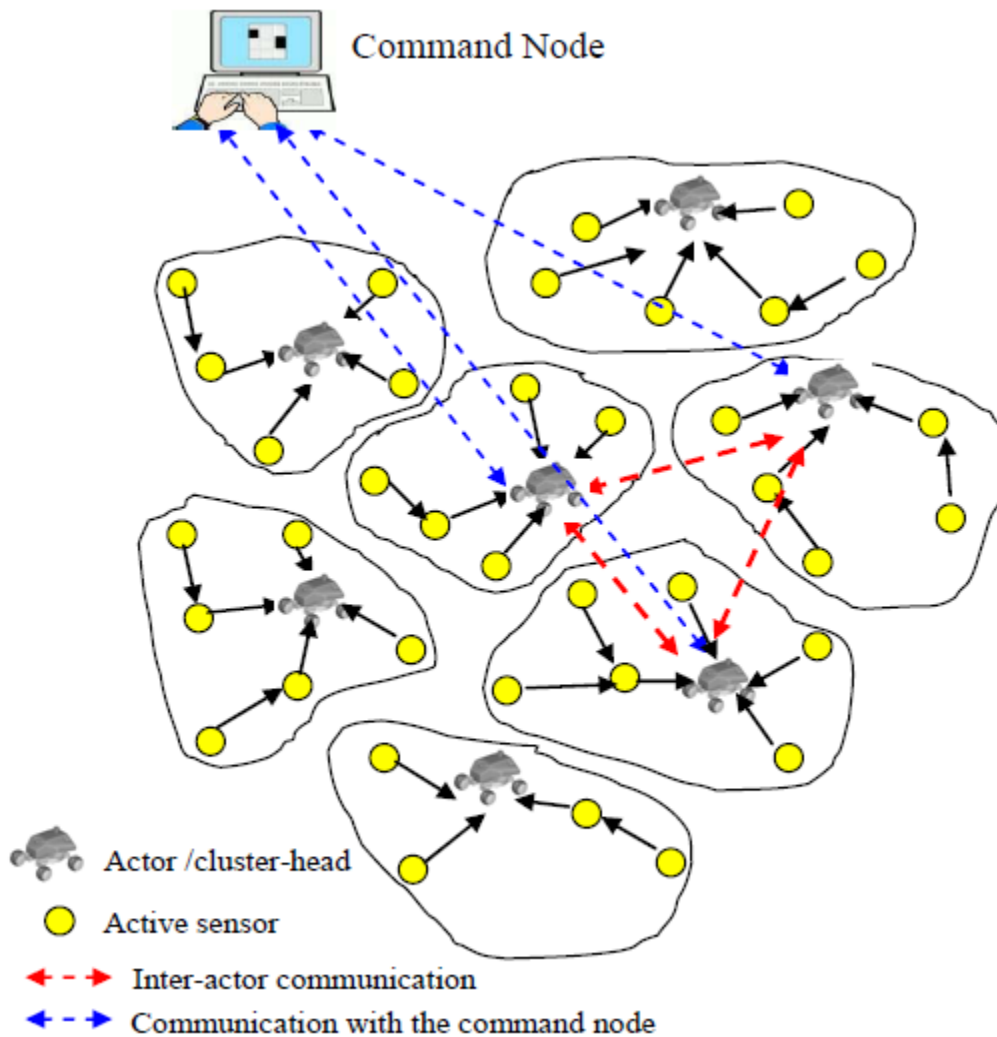 Command Node
Actor /cluster-head
Active sensor
Inter-actor communication
Communication with the command node